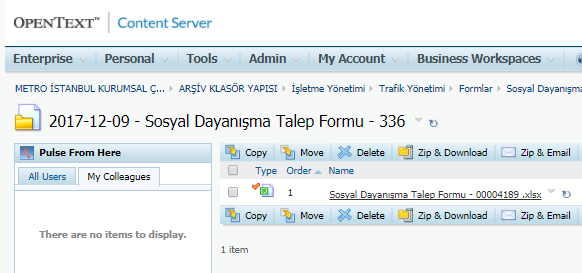 OPENTEXT™ | Content Server
Enterprise Personal Tools Admin My Account Business Workspaces
METRO İSTANBUL KURUMSAL Ç... ARŞİV KLASÖR YAPISI İşletme Yönetimi Trafik Yönetimi Formlar Sosyal Dayanışma
2017-12-09 - Sosyal Dayanışma Talep Formu - 336
Pulse From Here
All Users My Colleagues
There are no items to display.
Copy Move Delete Zip & Download Zip & Email
Type Order Name
1 Sosyal Dayanışma Talep Formu - 00004189 .xlsx
Copy Move Delete Zip & Download Zip & Email
1 item